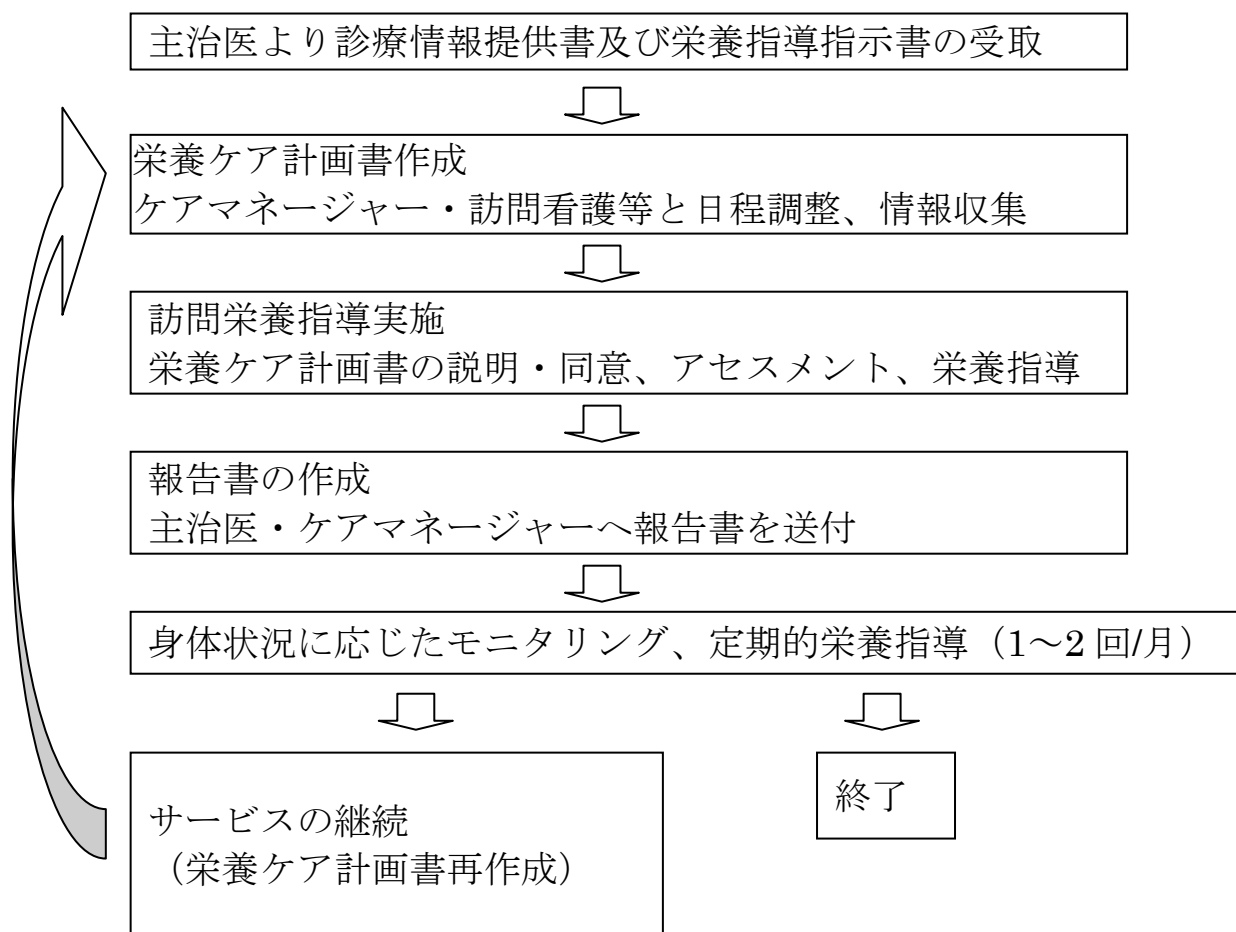 主治医より診療情報提供書及び栄養指導指示書の受取
栄養ケア計画書作成
ケアマネージャー・訪問看護等と日程調整、情報収集
訪問栄養指導実施
栄養ケア計画書の説明・同意、アセスメント、栄養指導
報告書の作成
主治医・ケアマネージャーへ報告書を送付
身体状況に応じたモニタリング、定期的栄養指導（1～2 回/月）
サービスの継続
（栄養ケア計画書再作成）
終了